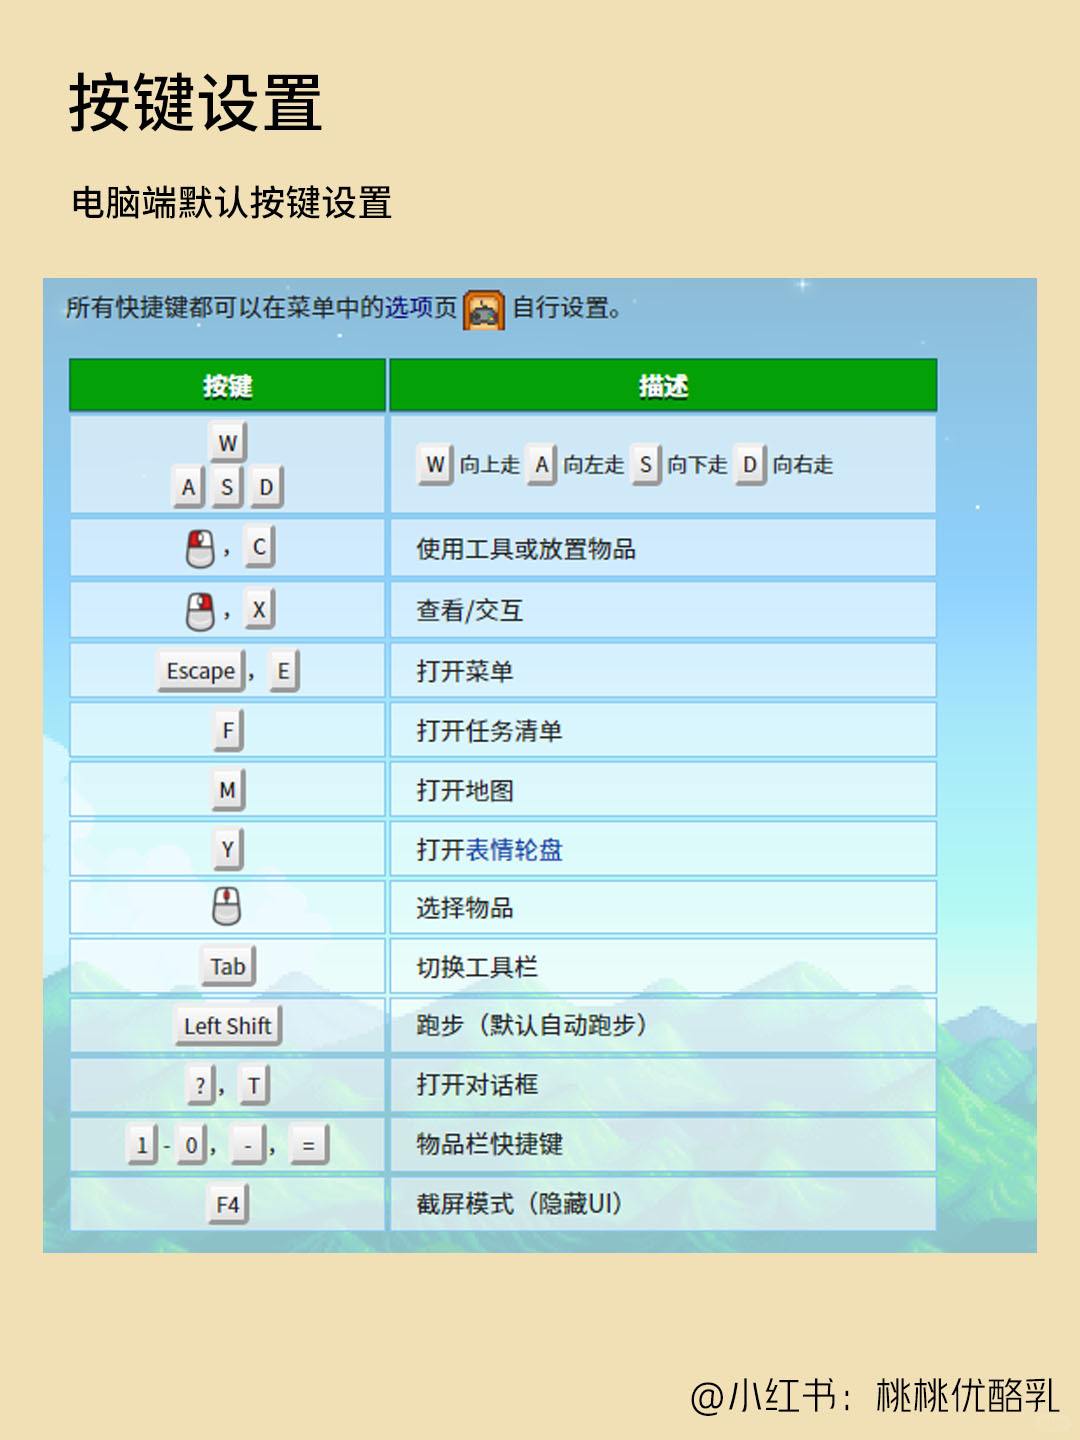 按键设置
电脑端默认按键设置
所有快捷键都可以在菜单中的选项页 自行设置。
按键 描述
W
A S D
W 向上走 A 向左走 S 向下走 D 向右走
, C 使用工具或放置物品
, X 查看/交互
Escape, E 打开菜单
F 打开任务清单
M 打开地图
Y 打开表情轮盘
选择物品
Tab 切换工具栏
Left Shift 跑步（默认自动跑步）
?, T 打开对话框
1 - 0, -, = 物品栏快捷键
F4 截屏模式（隐藏UI）
@小红书：桃桃优酪乳